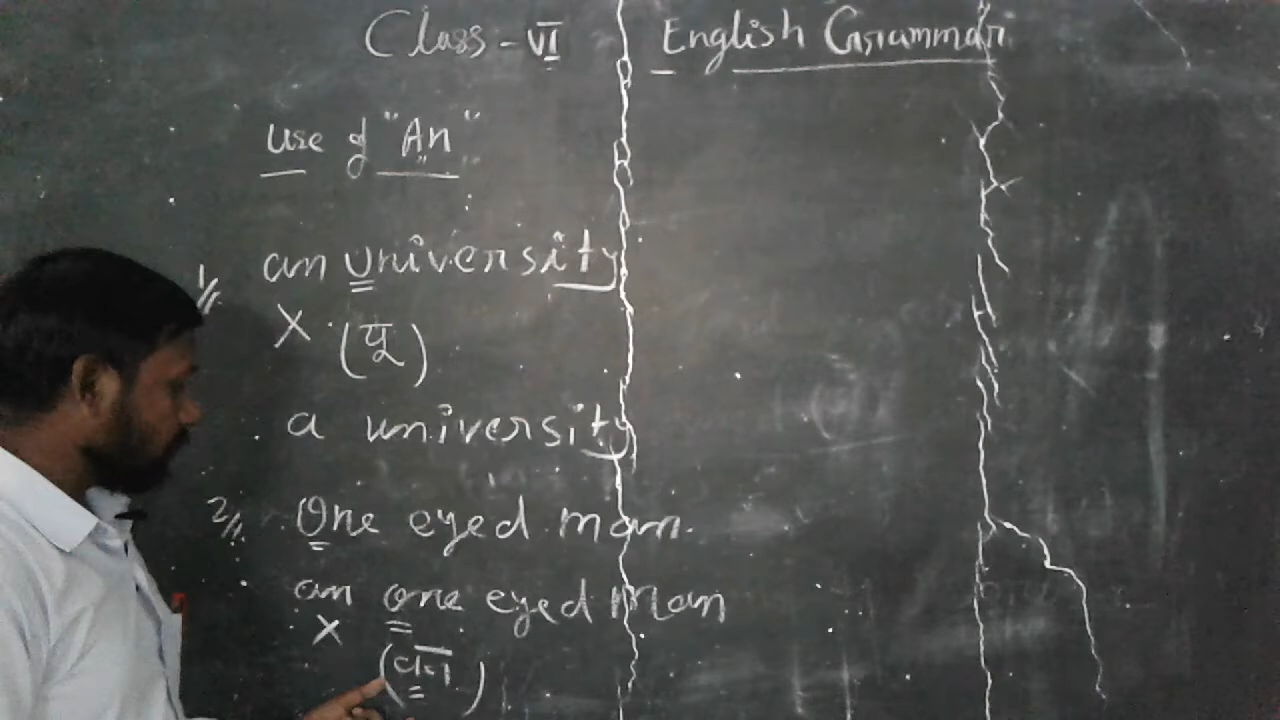 Class - VI English Grammar
use of "An"
1/. an university
X (यू)
a university
2/. One eyed man.
an one eyed man
X (वन)